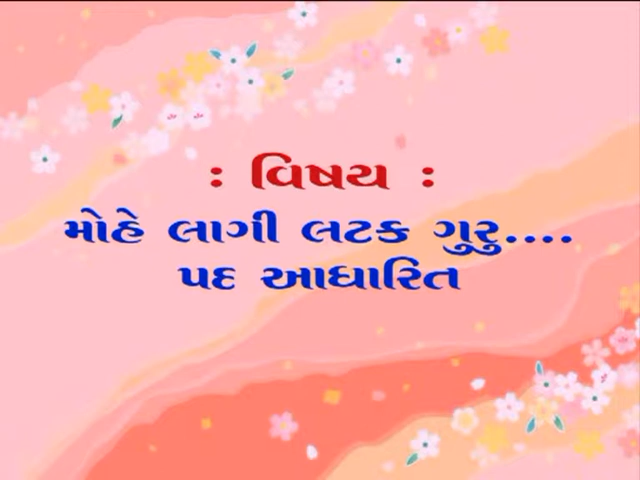 : વિષય :
મોહે લાગી લટક ગુરુ....
પદ આધારિત